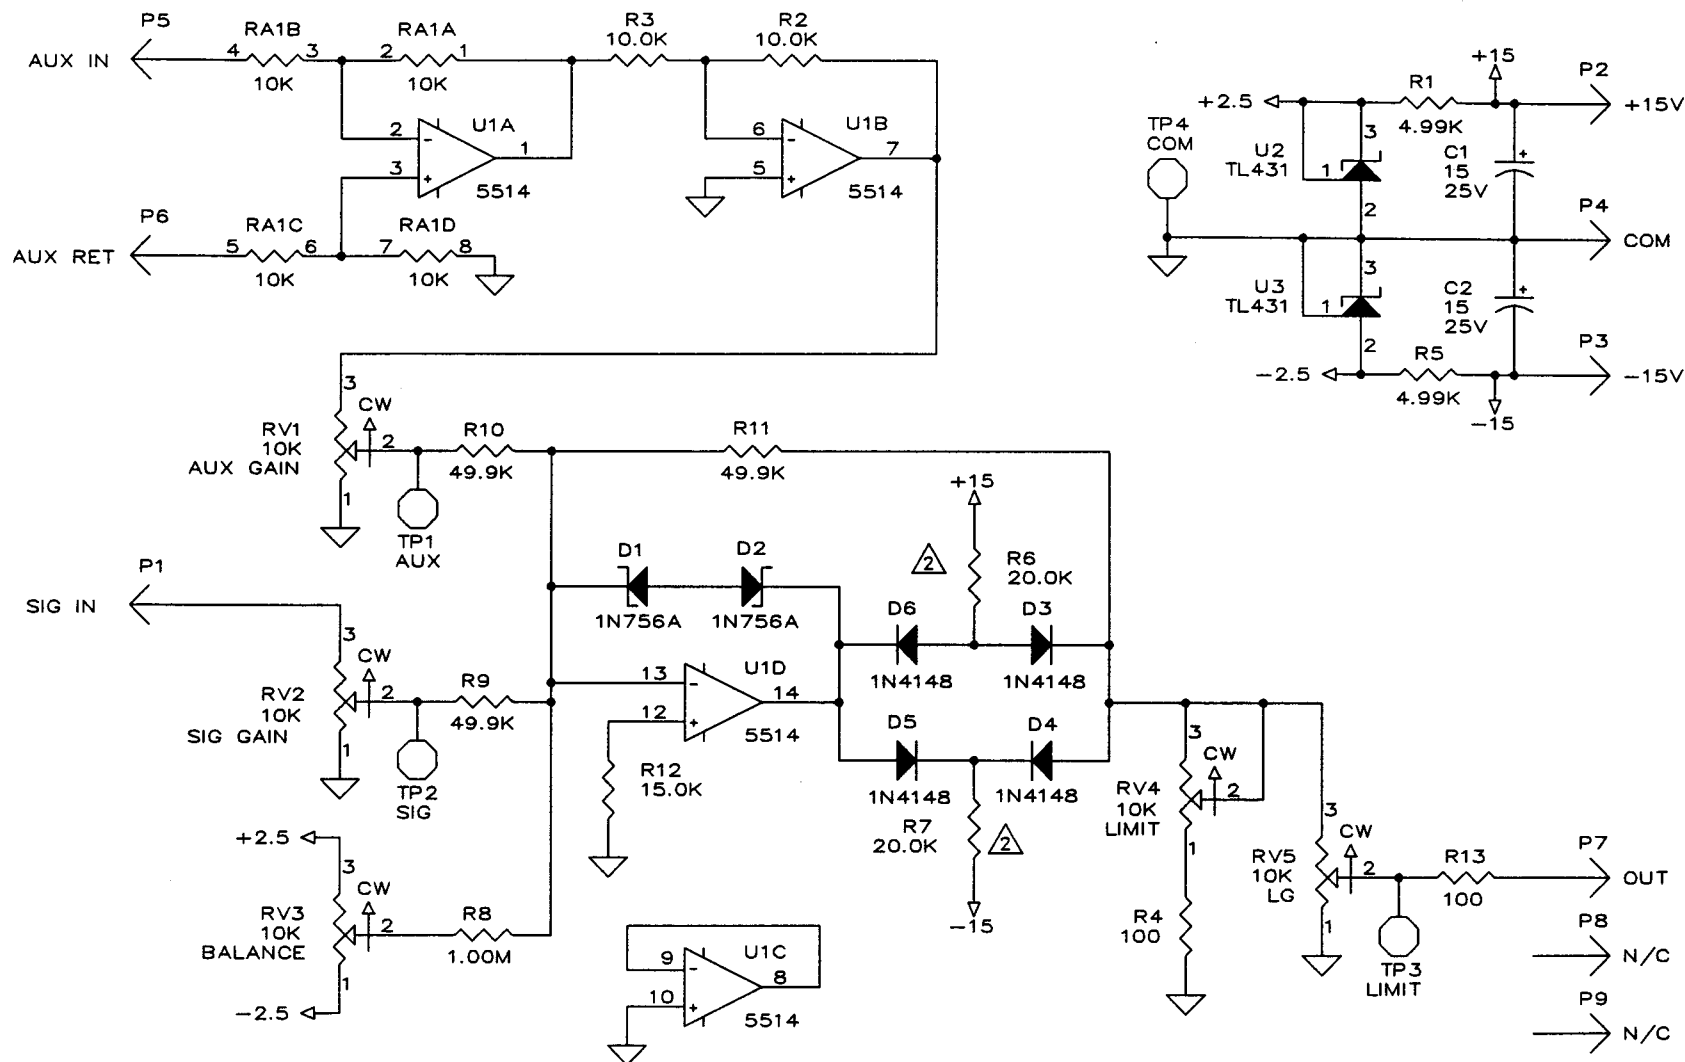 P5
RA1B
RA1A
R3
10.0K
R2
10.0K
AUX IN
4
3
2
1
10K
10K
2
U1A
1
3
5514
6
U1B
7
5
5514
P6
RA1C
RA1D
AUX RET
5
6
7
8
10K
10K
+15
P2
R1
+2.5
+15V
4.99K
TP4
COM
3
U2
TL431
1
2
C1
15
25V
+
P4
COM
3
U3
TL431
1
2
C2
15
25V
+
P3
R5
-2.5
-15V
4.99K
-15
3
CW
RV1
10K
AUX GAIN
2
1
R10
49.9K
R11
49.9K
TP1
AUX
+15
P1
D1
D2
2
R6
20.0K
SIG IN
1N756A
1N756A
D6
D3
3
CW
1N4148
1N4148
RV2
10K
SIG GAIN
2
1
R9
49.9K
13
U1D
14
12
5514
D5
D4
TP2
SIG
R12
15.0K
1N4148
1N4148
R7
20.0K
2
3
CW
RV4
10K
LIMIT
2
1
+2.5
3
CW
RV3
10K
BALANCE
2
1
-2.5
R8
1.00M
-15
R4
100
3
CW
RV5
10K
LG
2
1
R13
100
P7
OUT
TP3
LIMIT
P8
N/C
P9
N/C
9
U1C
8
10
5514